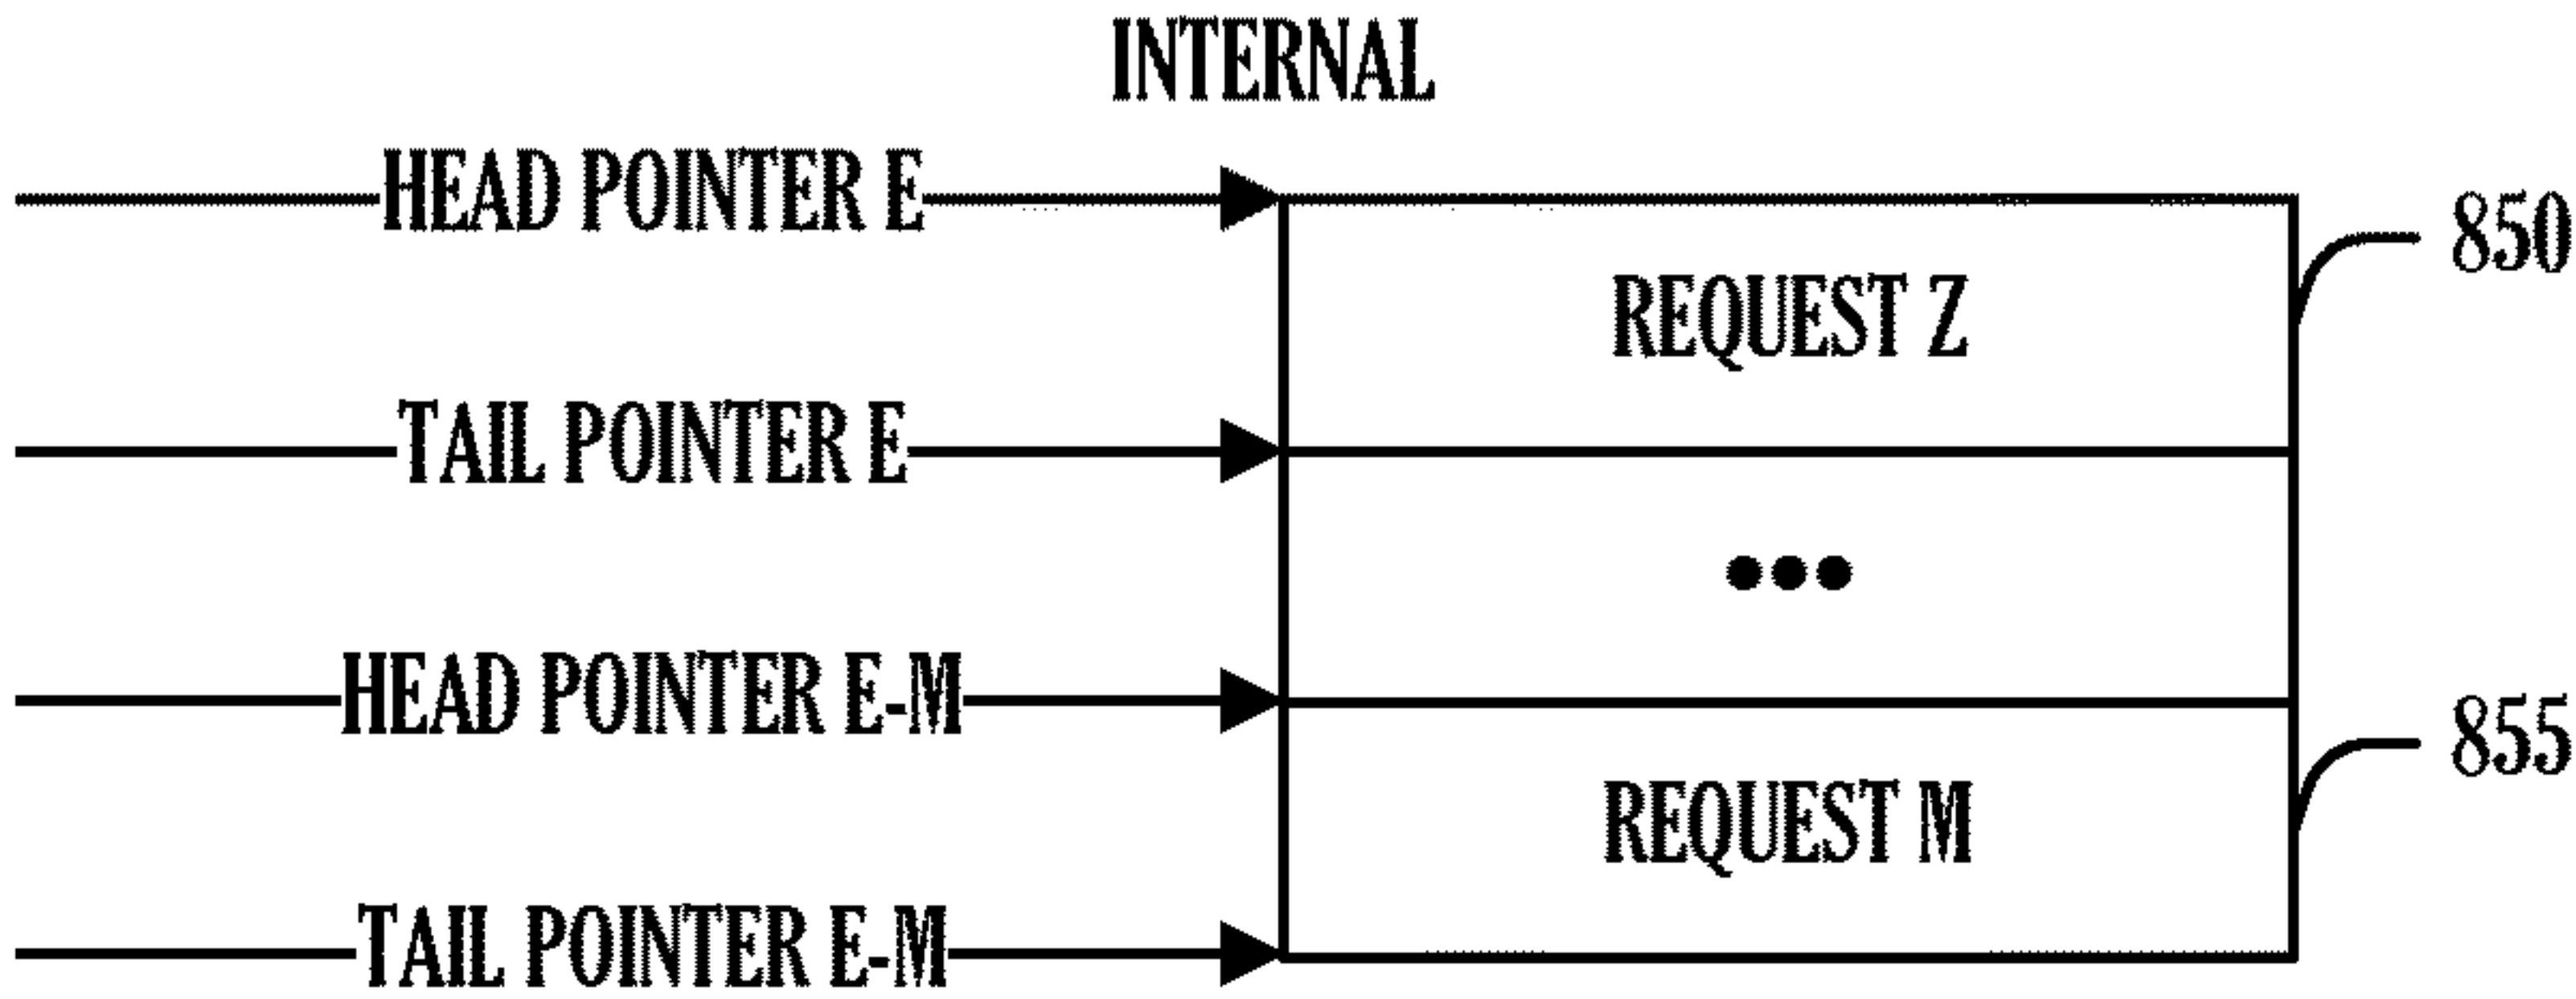 INTERNAL
HEAD POINTER E
850
REQUEST Z
TAIL POINTER E
•••
HEAD POINTER E-M
855
REQUEST M
TAIL POINTER E-M